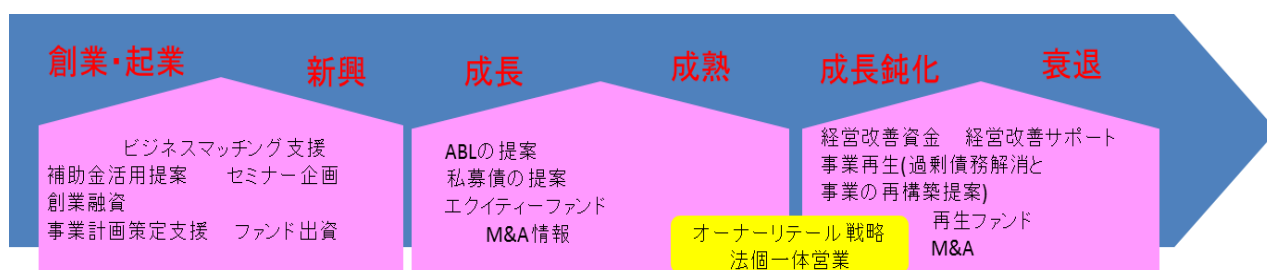 創業・起業
新興
成長
成熟
成長鈍化
衰退
ビジネスマッチング支援
補助金活用提案 セミナー企画
創業融資
事業計画策定支援 ファンド出資
ABLの提案
私募債の提案
エクイティーファンド
M&A情報
オーナーリテール戦略
法個一体営業
経営改善資金 経営改善サポート
事業再生(過剰債務解消と
事業の再構築提案)
再生ファンド
M&A